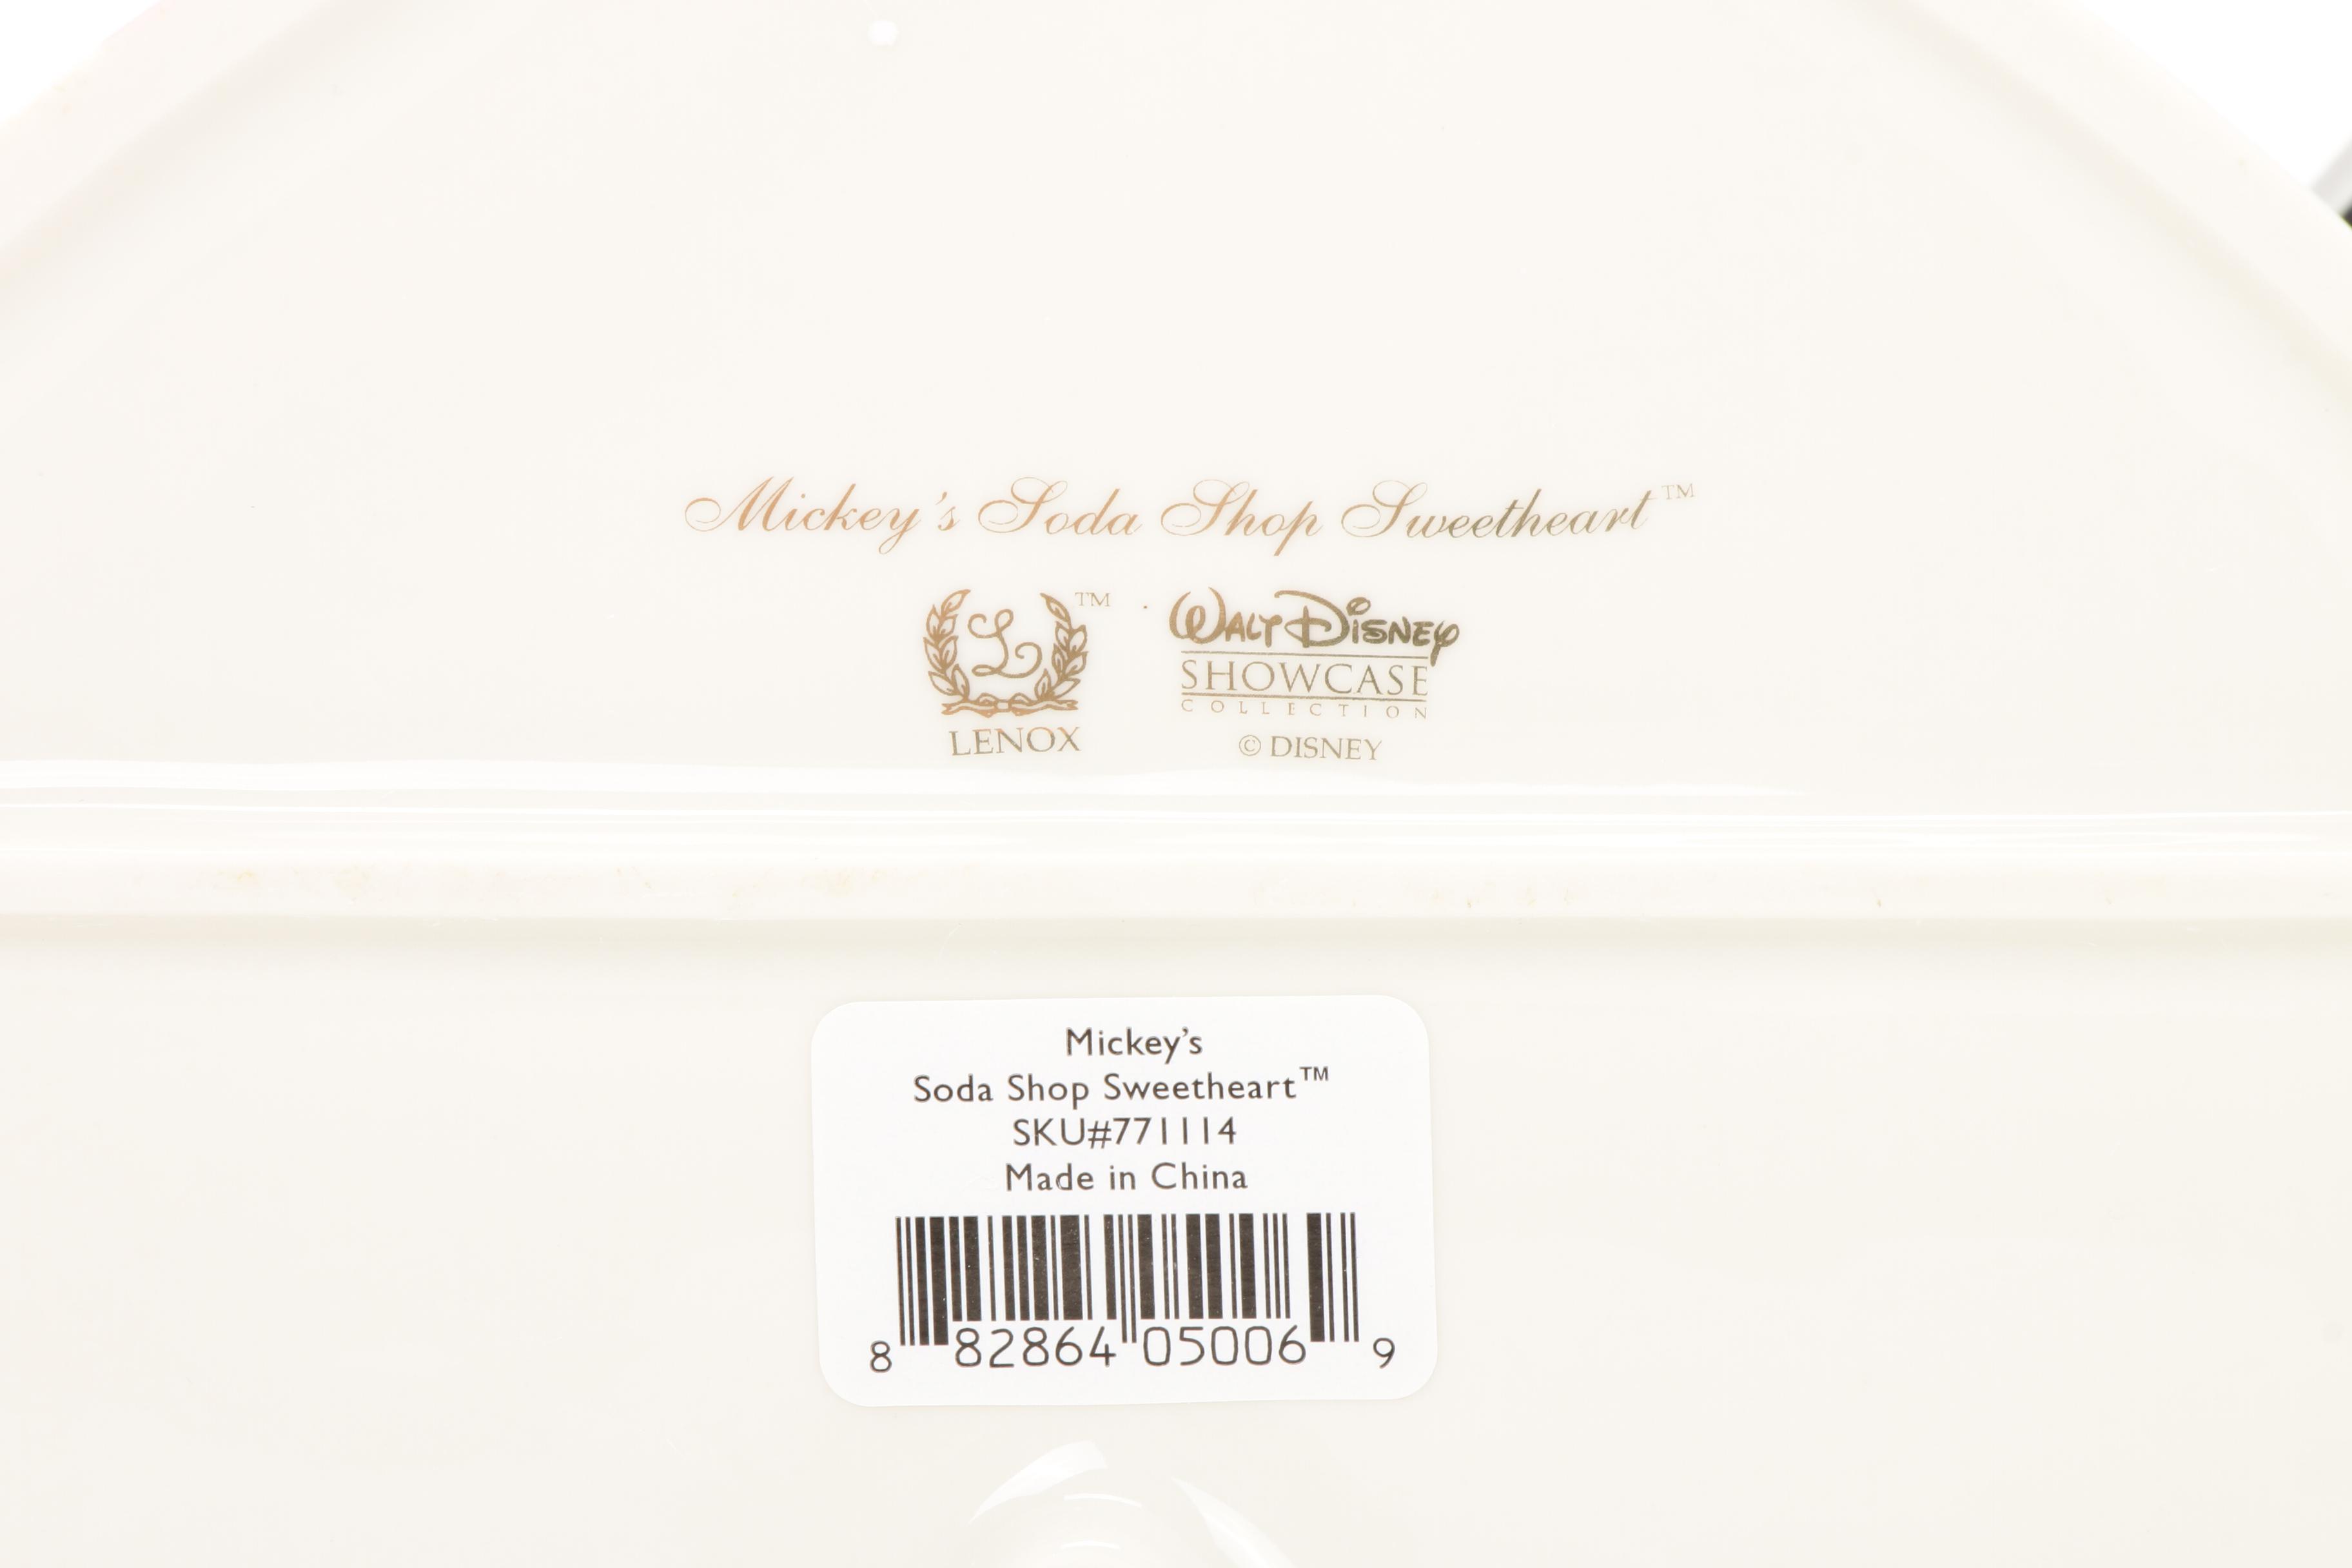 Mickey's Soda Shop Sweetheart™
L™
LENOX
WALT DISNEY
SHOWCASE
COLLECTION
© DISNEY
Mickey's
Soda Shop Sweetheart™
SKU#771114
Made in China
8 82864 05006 9